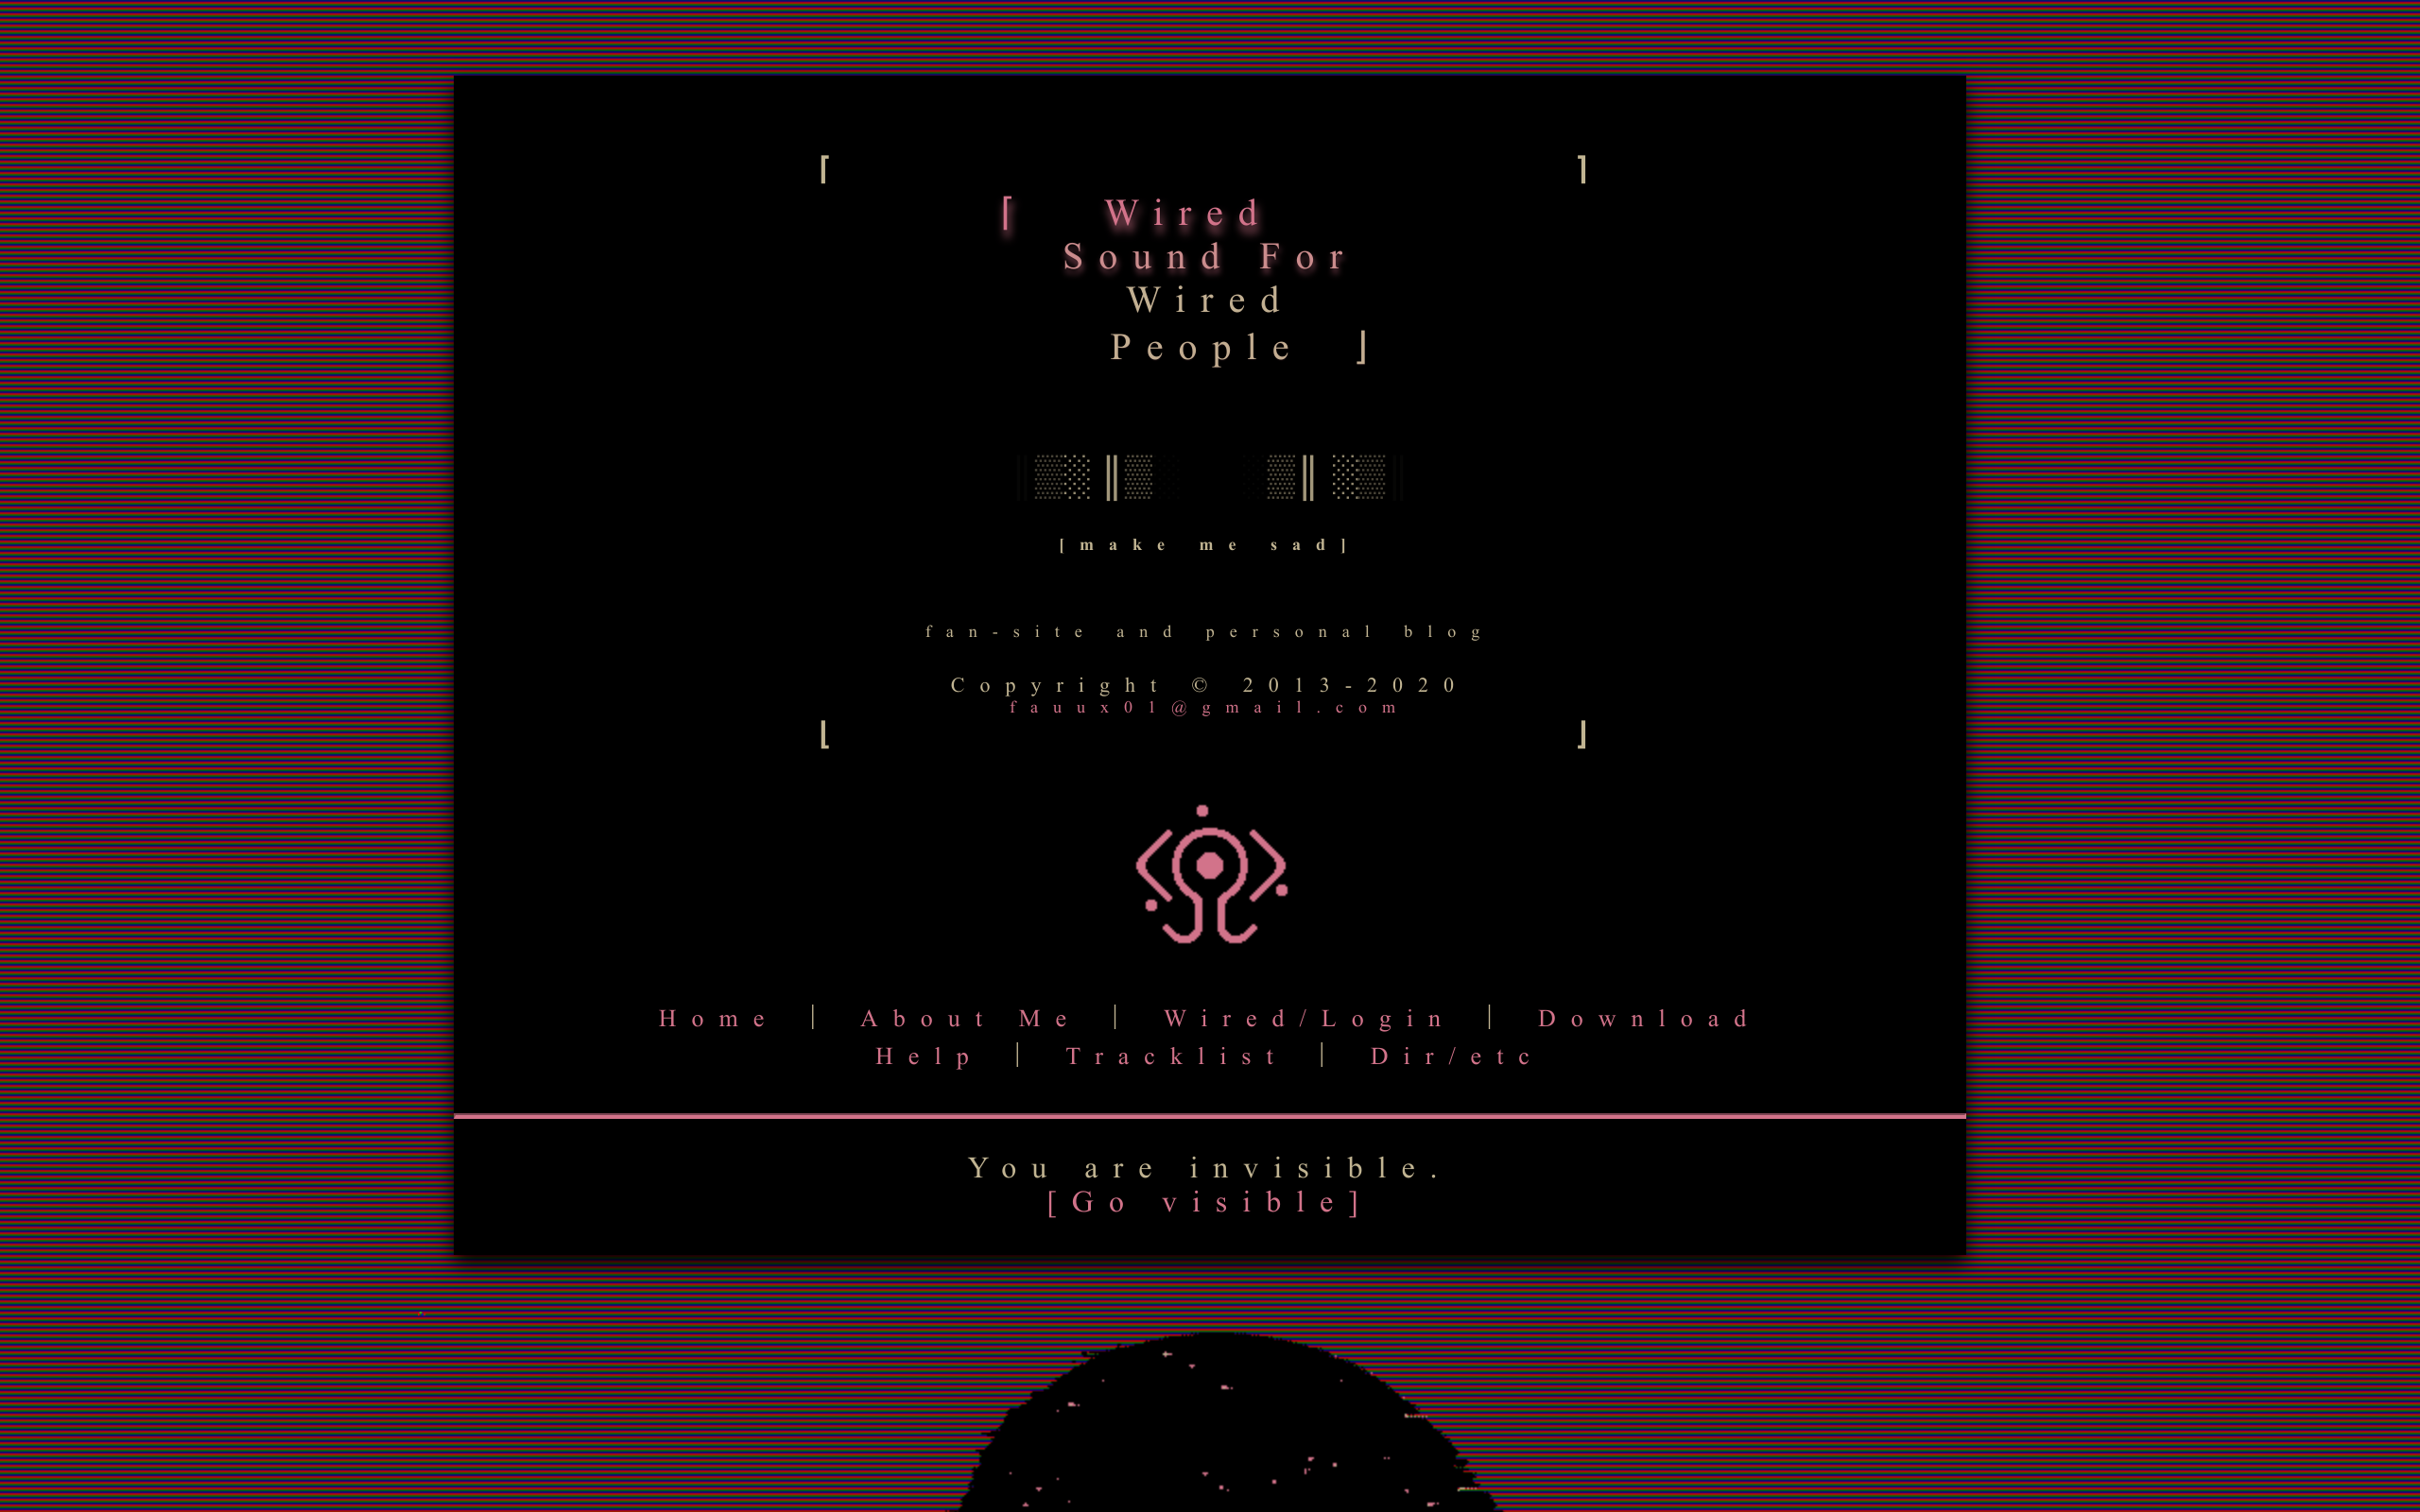 ⌈ ⌉
⌈ Wired
Sound For
Wired
People ⌋
║▒░ ║▒░ ░▒║ ░▒║
[make me sad]
fan-site and personal blog
Copyright © 2013-2020
fauux01@gmail.com
⌊ ⌋
Home | About Me | Wired/Login | Download
Help | Tracklist | Dir/etc
You are invisible.
[Go visible]